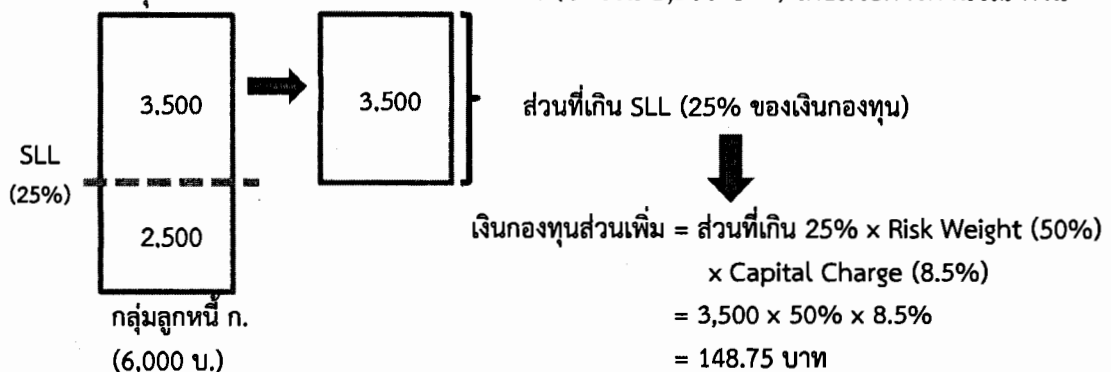 3,500
3,500
ส่วนที่เกิน SLL (25% ของเงินกองทุน)
SLL
(25%)
2,500
เงินกองทุนส่วนเพิ่ม = ส่วนที่เกิน 25% x Risk Weight (50%)
x Capital Charge (8.5%)
= 3,500 x 50% x 8.5%
= 148.75 บาท
กลุ่มลูกหนี้ ก.
(6,000 บ.)